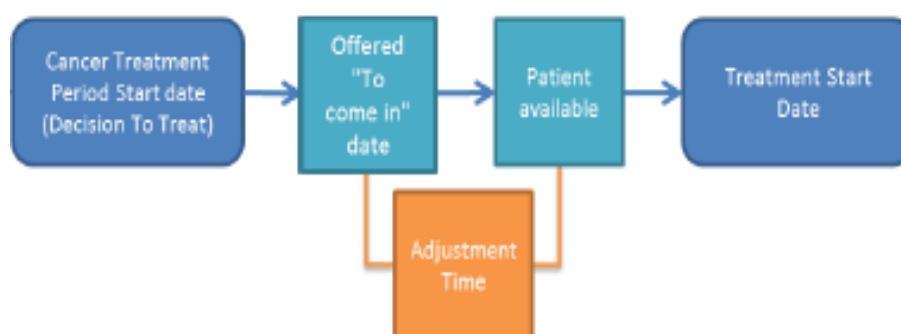 Cancer Treatment
Period Start date
(Decision To Treat)
Offered
"To
come in"
date
Patient
available
Treatment Start
Date
Adjustment
Time